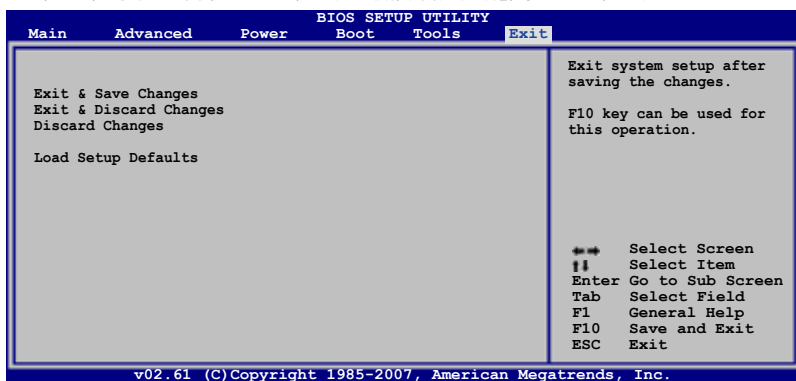 BIOS SETUP UTILITY
Main Advanced Power Boot Tools Exit
Exit & Save Changes
Exit & Discard Changes
Discard Changes
Load Setup Defaults
Exit system setup after
saving the changes.
F10 key can be used for
this operation.
←→ Select Screen
↑↓ Select Item
Enter Go to Sub Screen
Tab Select Field
F1 General Help
F10 Save and Exit
ESC Exit
v02.61 (C)Copyright 1985-2007, American Megatrends, Inc.